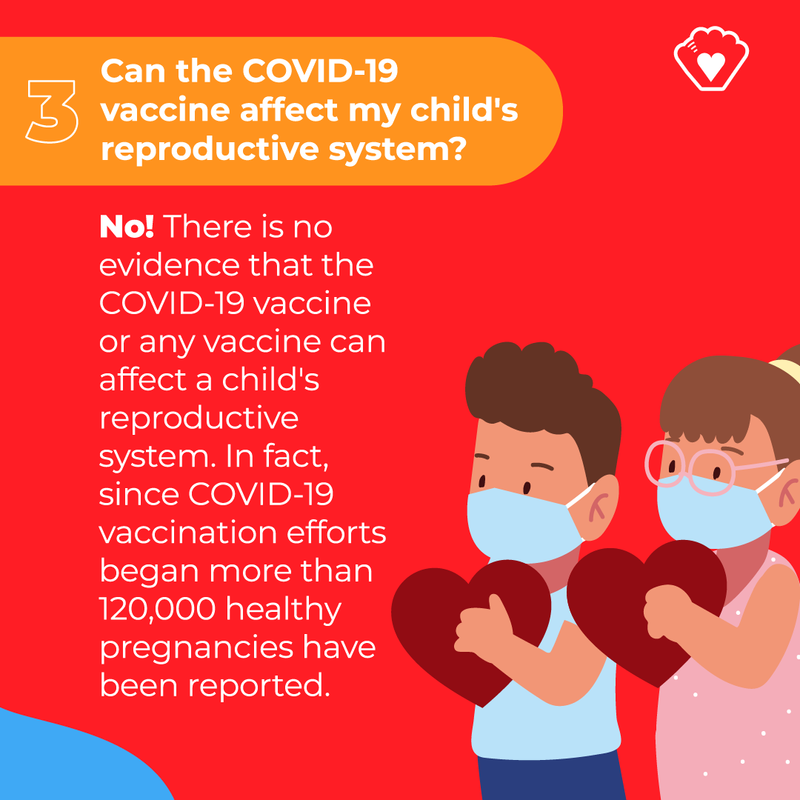 3
Can the COVID-19
vaccine affect my child's
reproductive system?
No! There is no
evidence that the
COVID-19 vaccine
or any vaccine can
affect a child's
reproductive
system. In fact,
since COVID-19
vaccination efforts
began more than
120,000 healthy
pregnancies have
been reported.